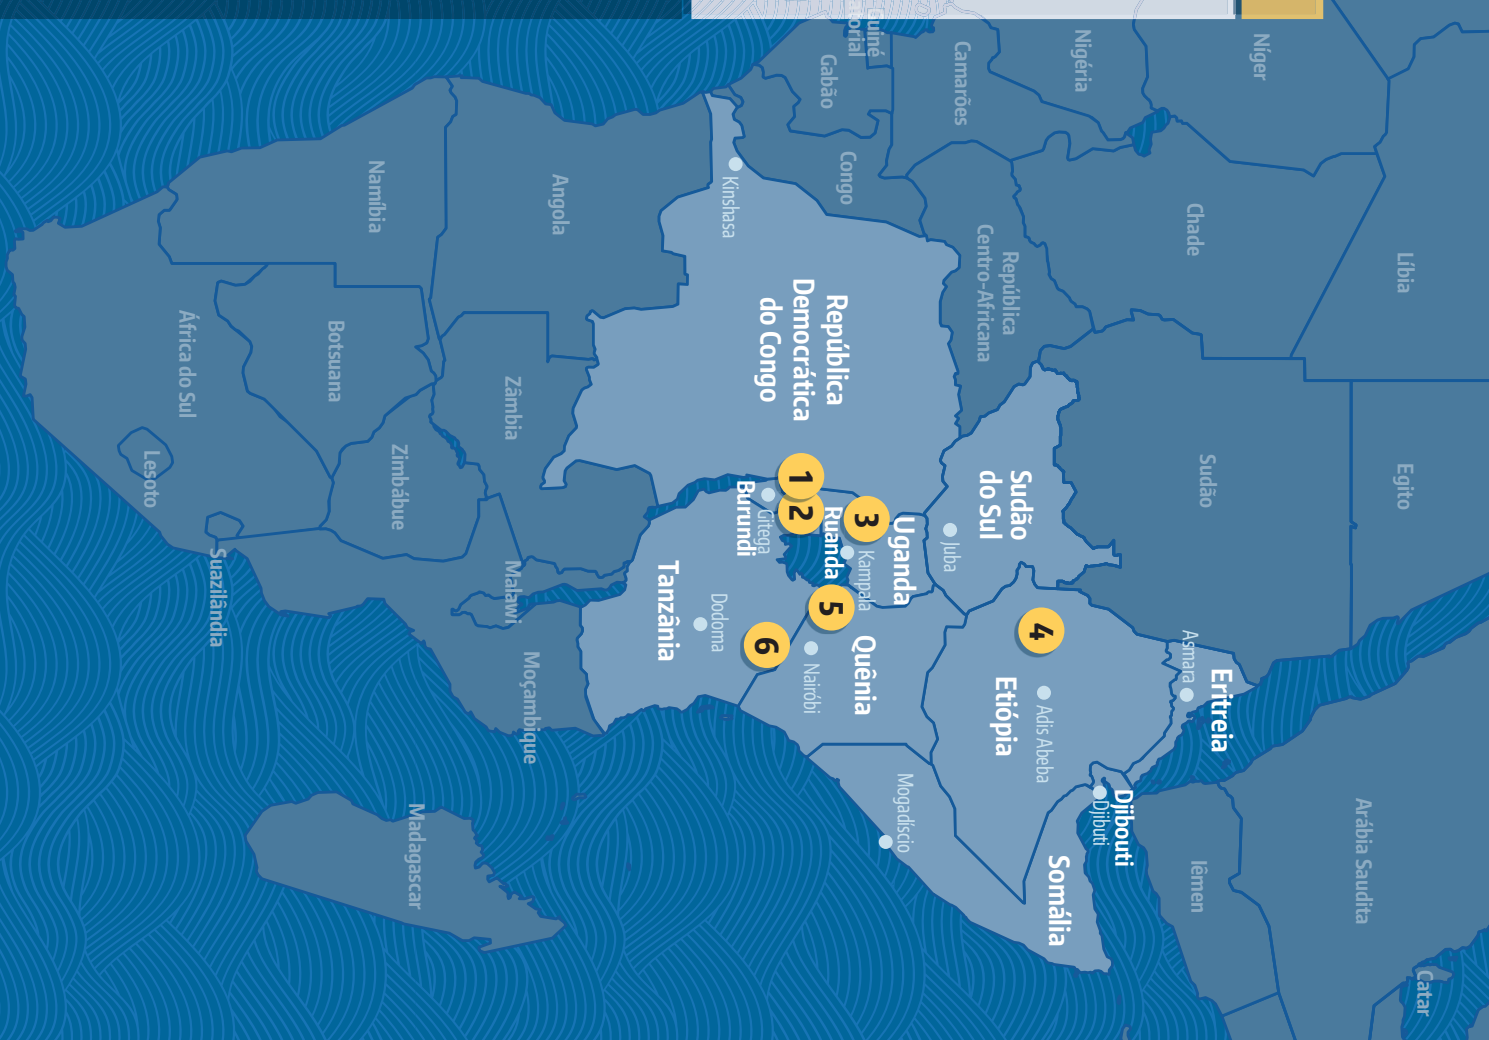 Líbia
Egito
Catar
Arábia Saudita
Níger
Chade
Sudão
Eritreia
Asmara
Iêmen
Nigéria
Djibouti
Djibuti
Somália
4
Adis Abeba
Etiópia
República
Centro-Africana
Sudão
do Sul
Juba
Camarões
Uganda
Mogadíscio
uiné
orial
Congo
Gabão
3
Kampala
Quênia
República
Democrática
do Congo
Ruanda
5
Nairóbi
1
2
6
Gitega
Burundi
Kinshasa
Dodoma
Tanzânia
Angola
Zâmbia
Malawi
Moçambique
Madagascar
Zimbábue
Namíbia
Botsuana
Suazilândia
África do Sul
Lesoto